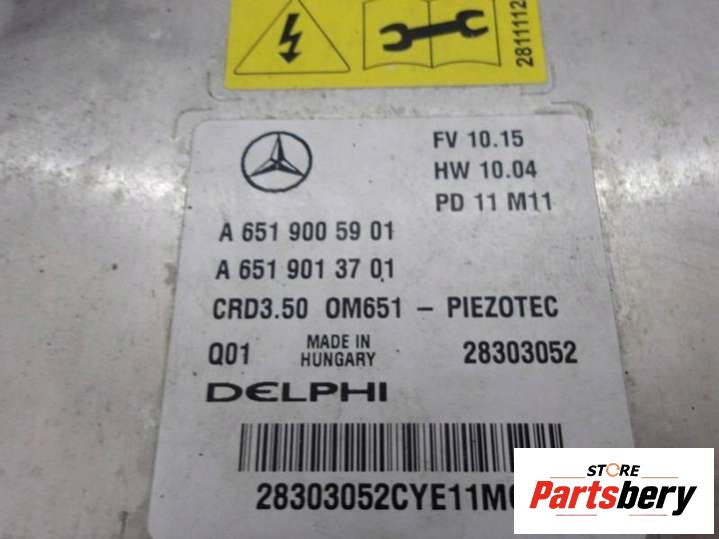 2811112
FV 10.15
HW 10.04
PD 11 M11
A 651 900 59 01
A 651 901 37 01
CRD3.50 OM651 - PIEZOTEC
Q01 MADE IN HUNGARY 28303052
DELPHI
28303052CYE11M
STORE
Partsbery